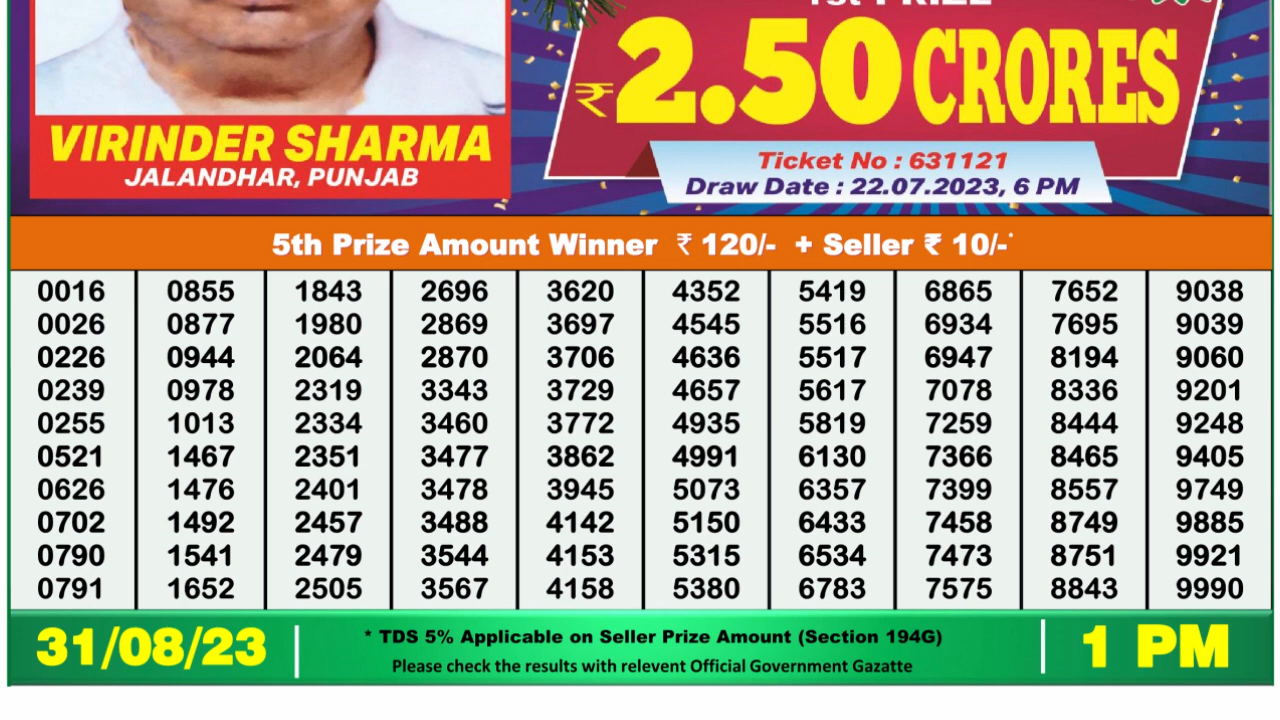 1st PRIZE
₹ 2.50 CRORES
VIRINDER SHARMA
JALANDHAR, PUNJAB
Ticket No : 631121
Draw Date : 22.07.2023, 6 PM
5th Prize Amount Winner ₹ 120/- + Seller ₹ 10/-*
0016 0855 1843 2696 3620 4352 5419 6865 7652 9038
0026 0877 1980 2869 3697 4545 5516 6934 7695 9039
0226 0944 2064 2870 3706 4636 5517 6947 8194 9060
0239 0978 2319 3343 3729 4657 5617 7078 8336 9201
0255 1013 2334 3460 3772 4935 5819 7259 8444 9248
0521 1467 2351 3477 3862 4991 6130 7366 8465 9405
0626 1476 2401 3478 3945 5073 6357 7399 8557 9749
0702 1492 2457 3488 4142 5150 6433 7458 8749 9885
0790 1541 2479 3544 4153 5315 6534 7473 8751 9921
0791 1652 2505 3567 4158 5380 6783 7575 8843 9990
31/08/23
* TDS 5% Applicable on Seller Prize Amount (Section 194G)
Please check the results with relevent Official Government Gazatte
1 PM